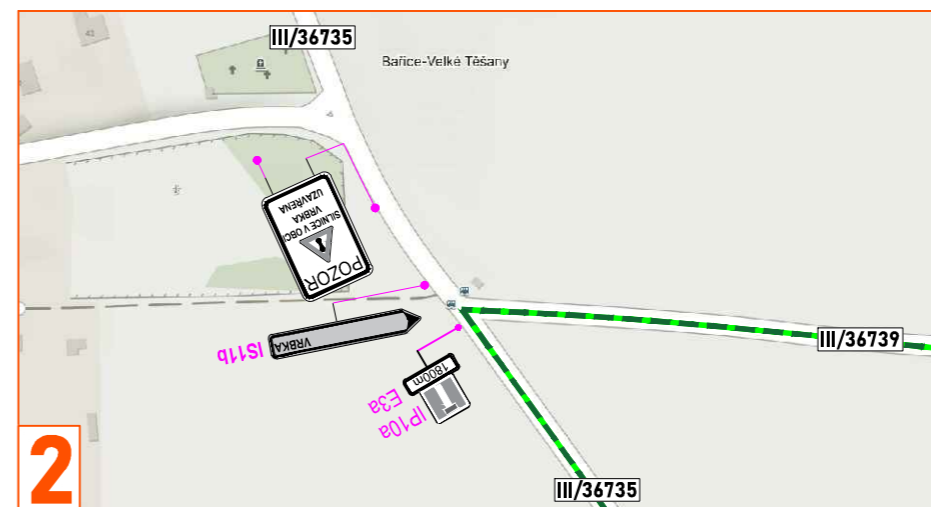 III/36735
Bařice-Velké Těšany
42
POZOR
SILNICE V OBCI
VRBKA
UZAVŘENA
VRBKA
IS11b
III/36739
1800m
E3a
IP10a
2
III/36735